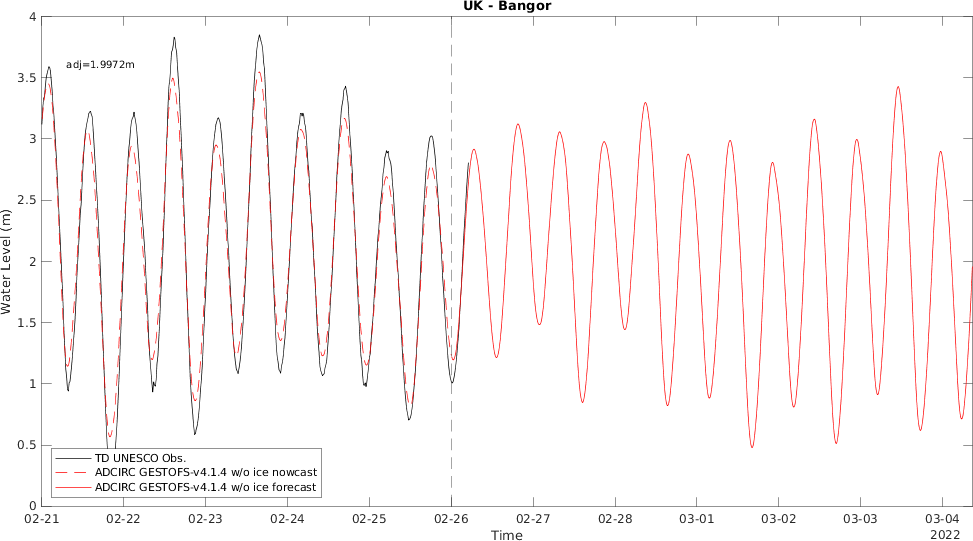 UK - Bangor
4
adj=1.9972m
3.5
3
2.5
2
1.5
1
0.5
0
Water Level (m)
TD UNESCO Obs.
ADCIRC GESTOFS-v4.1.4 w/o ice nowcast
ADCIRC GESTOFS-v4.1.4 w/o ice forecast
02-21 02-22 02-23 02-24 02-25 02-26 02-27 02-28 03-01 03-02 03-03 03-04
Time 2022